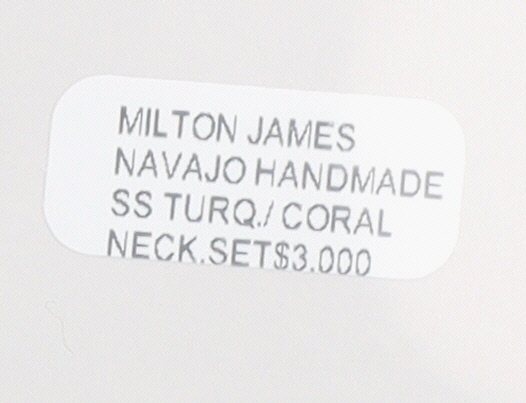 MILTON JAMES
NAVAJO HANDMADE
SS TURQ./ CORAL
NECK.SET$3.000